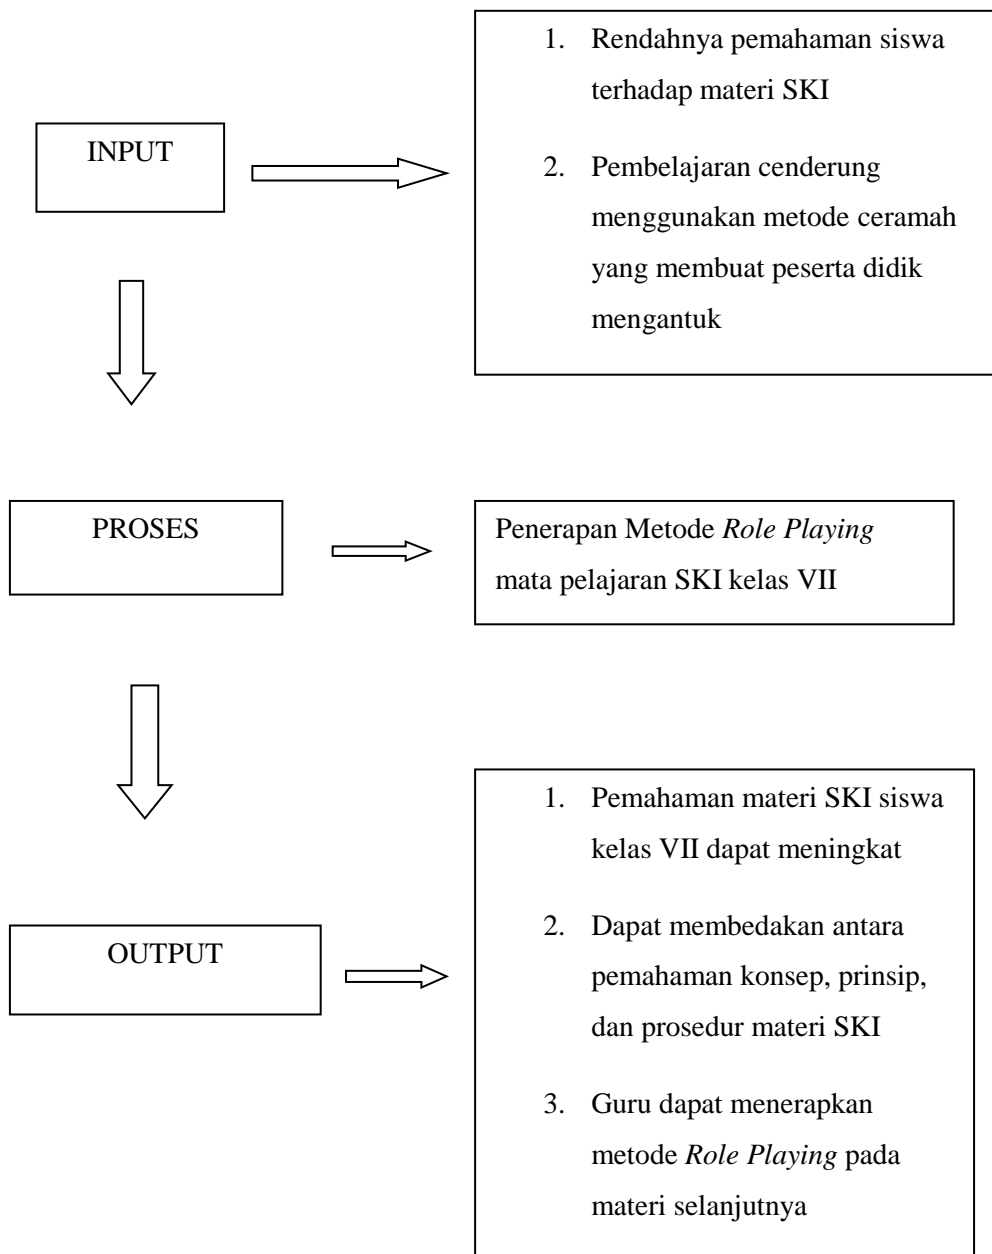 INPUT
1. Rendahnya pemahaman siswa
terhadap materi SKI
2. Pembelajaran cenderung
menggunakan metode ceramah
yang membuat peserta didik
mengantuk
PROSES
Penerapan Metode Role Playing
mata pelajaran SKI kelas VII
OUTPUT
1. Pemahaman materi SKI siswa
kelas VII dapat meningkat
2. Dapat membedakan antara
pemahaman konsep, prinsip,
dan prosedur materi SKI
3. Guru dapat menerapkan
metode Role Playing pada
materi selanjutnya